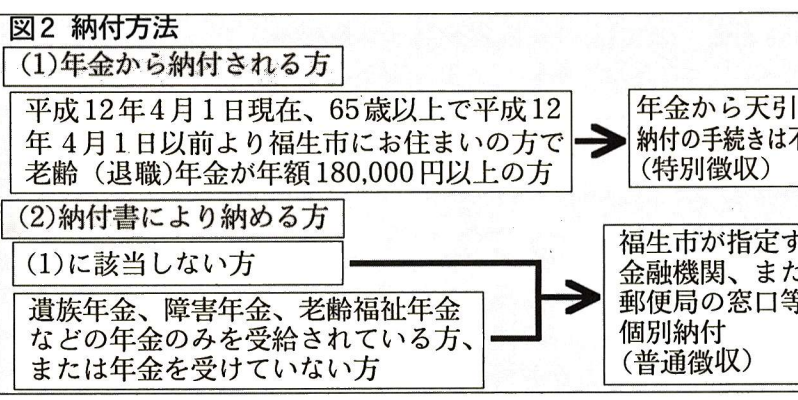 図2 納付方法
(1)年金から納付される方
平成12年4月1日現在、65歳以上で平成12
年4月1日以前より福生市にお住まいの方で
老齢（退職)年金が年額180,000円以上の方
年金から天引
納付の手続きは不
(特別徴収)
(2)納付書により納める方
(1)に該当しない方
遺族年金、障害年金、老齢福祉年金
などの年金のみを受給されている方、
または年金を受けていない方
福生市が指定す
金融機関、また
郵便局の窓口等
個別納付
(普通徴収)